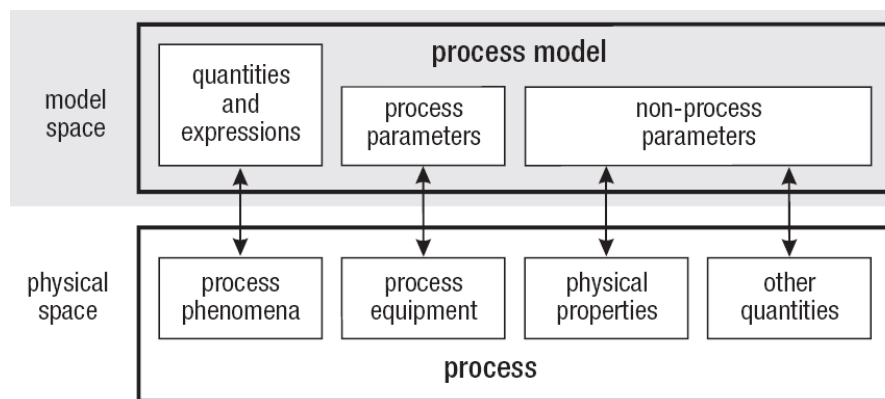 process model
quantities
and
expressions
process
parameters
non-process
parameters
model
space
physical
space
process
phenomena
process
equipment
physical
properties
other
quantities
process